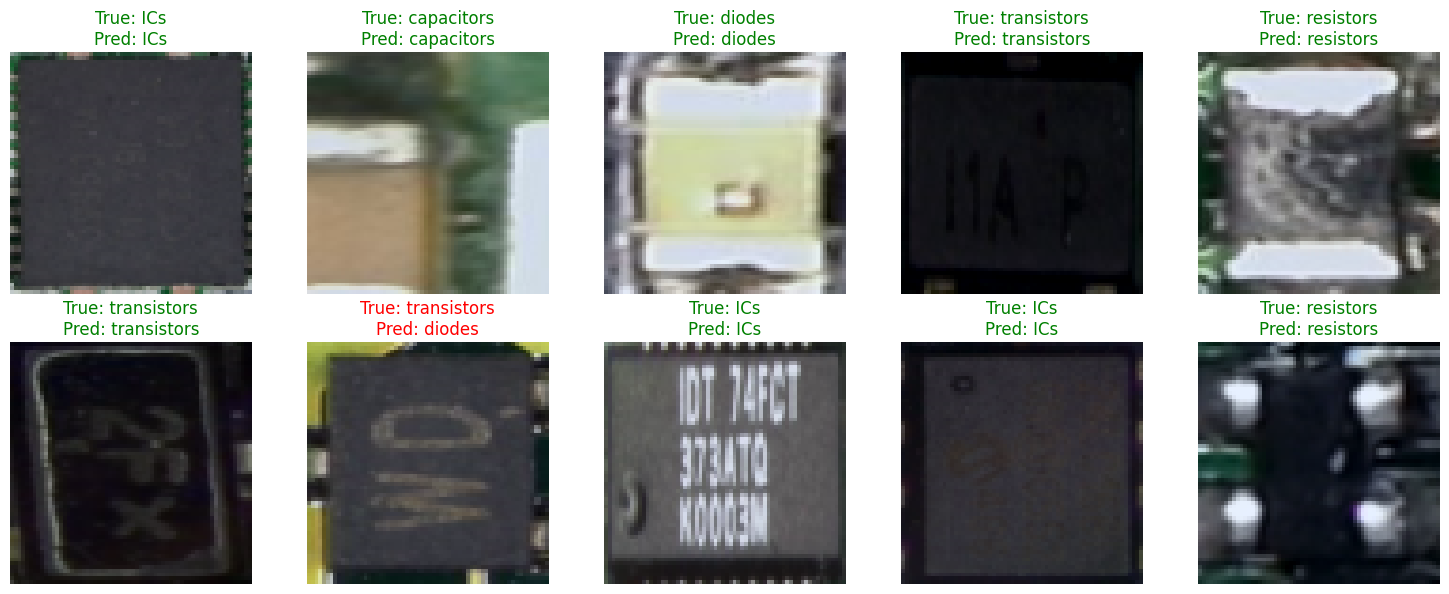 True: ICs
Pred: ICs
True: capacitors
Pred: capacitors
True: diodes
Pred: diodes
True: transistors
Pred: transistors
True: resistors
Pred: resistors
11A P
True: transistors
Pred: transistors
True: transistors
Pred: diodes
True: ICs
Pred: ICs
True: ICs
Pred: ICs
True: resistors
Pred: resistors
2FX
WD
IDT 74FCT
373ATQ
K0003M